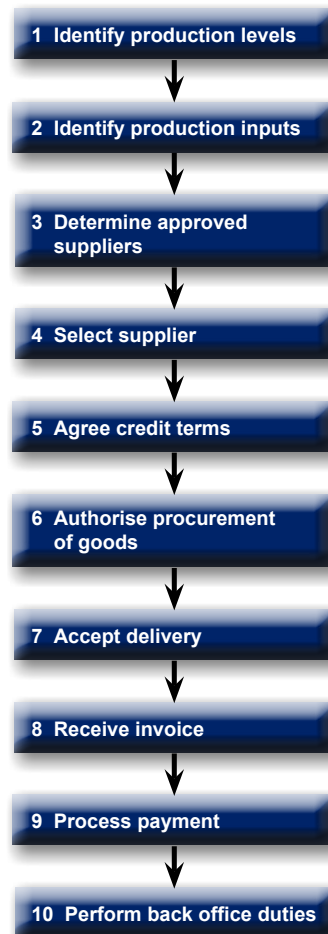 1 Identify production levels
2 Identify production inputs
3 Determine approved
suppliers
4 Select supplier
5 Agree credit terms
6 Authorise procurement
of goods
7 Accept delivery
8 Receive invoice
9 Process payment
10 Perform back office duties